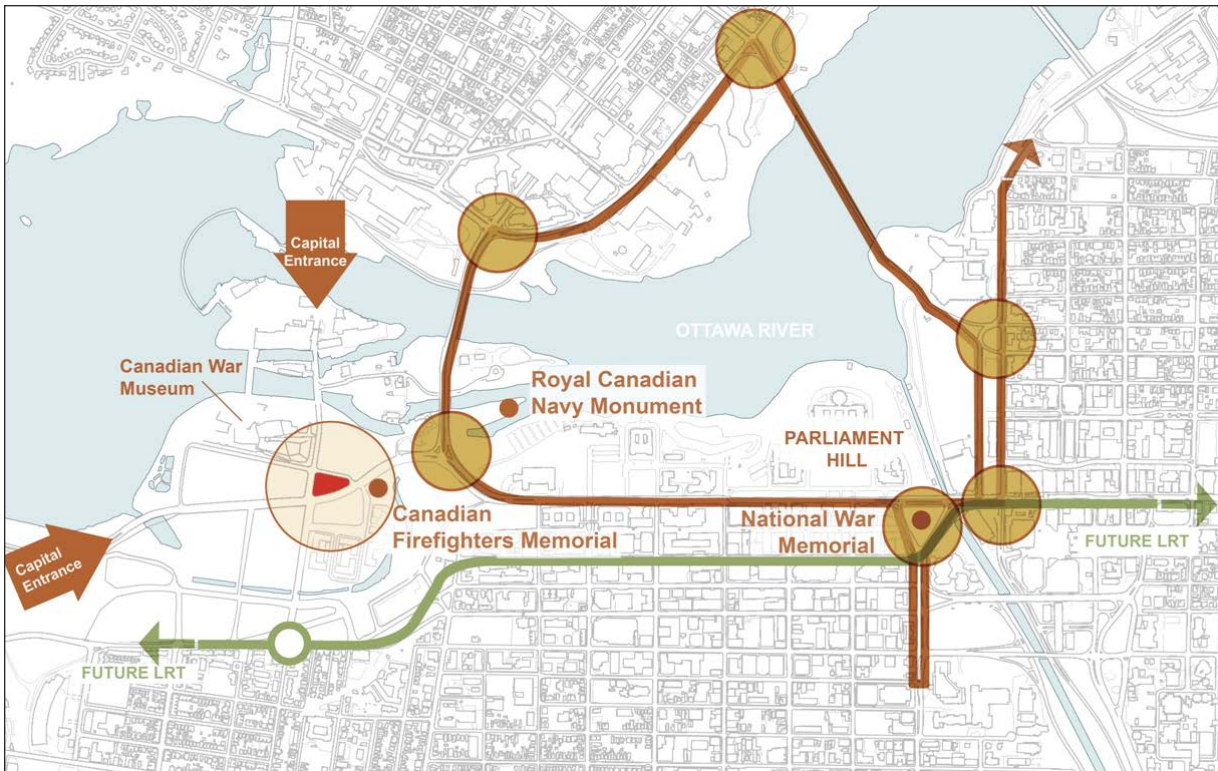 Capital
Entrance
OTTAWA RIVER
Canadian War
Museum
Royal Canadian
Navy Monument
PARLIAMENT
HILL
Canadian
Firefighters Memorial
National War
Memorial
FUTURE LRT
Capital
Entrance
FUTURE LRT